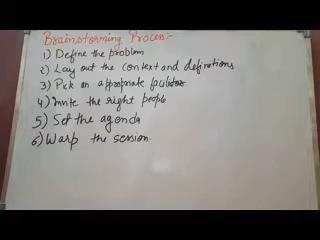 Brainstorming Process:-
1) Define the problem
2) Lay out the context and definitions
3) Pick an appropriate facilitator
4) Invite the right people
5) Set the agenda
6) Warp the session.